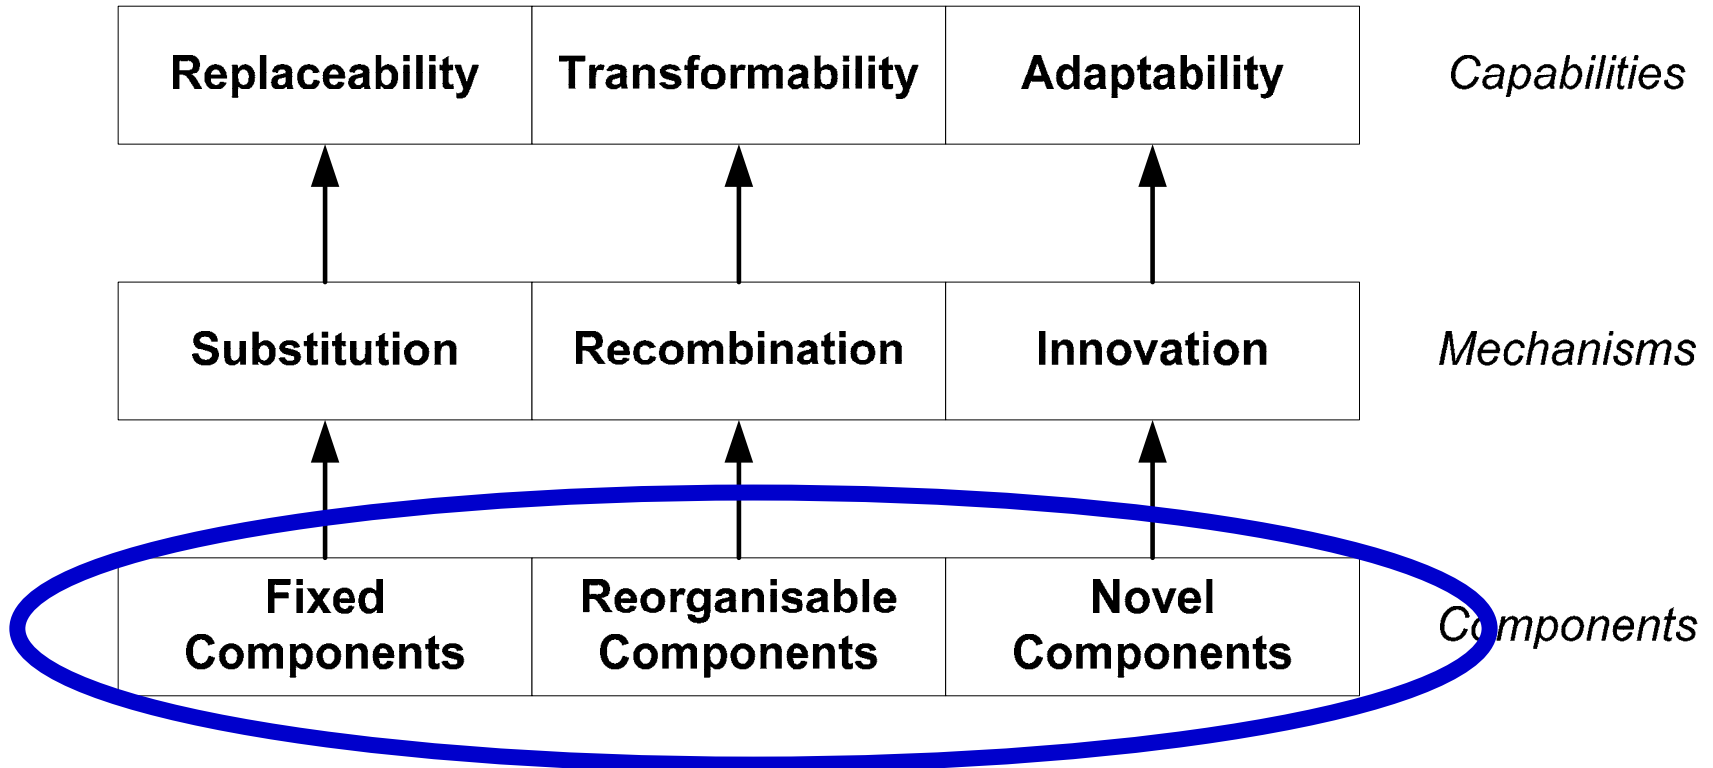 Replaceability Transformability Adaptability Capabilities
Substitution Recombination Innovation Mechanisms
Fixed Components Reorganisable Components Novel Components Components